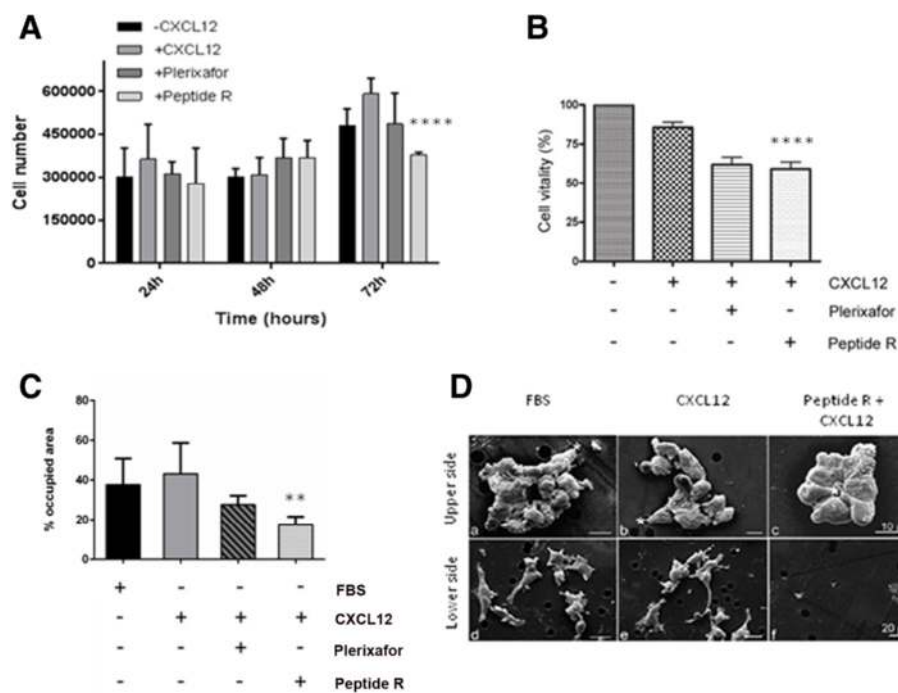 A
-CXCL12
+CXCL12
+Plerixafor
+Peptide R
600000
450000
300000
150000
0
Cell number
****
24h
48h
72h
Time (hours)
B
100
75
50
25
0
Cell vitality (%)
****
- + + + CXCL12
- - + - Plerixafor
- - - + Peptide R
C
80
60
40
20
0
% occupied area
**
+ - - - FBS
- + + + CXCL12
- - + - Plerixafor
- - - + Peptide R
D
FBS
CXCL12
Peptide R +
CXCL12
Upper side
a
b
c
10
Lower side
d
e
f
20